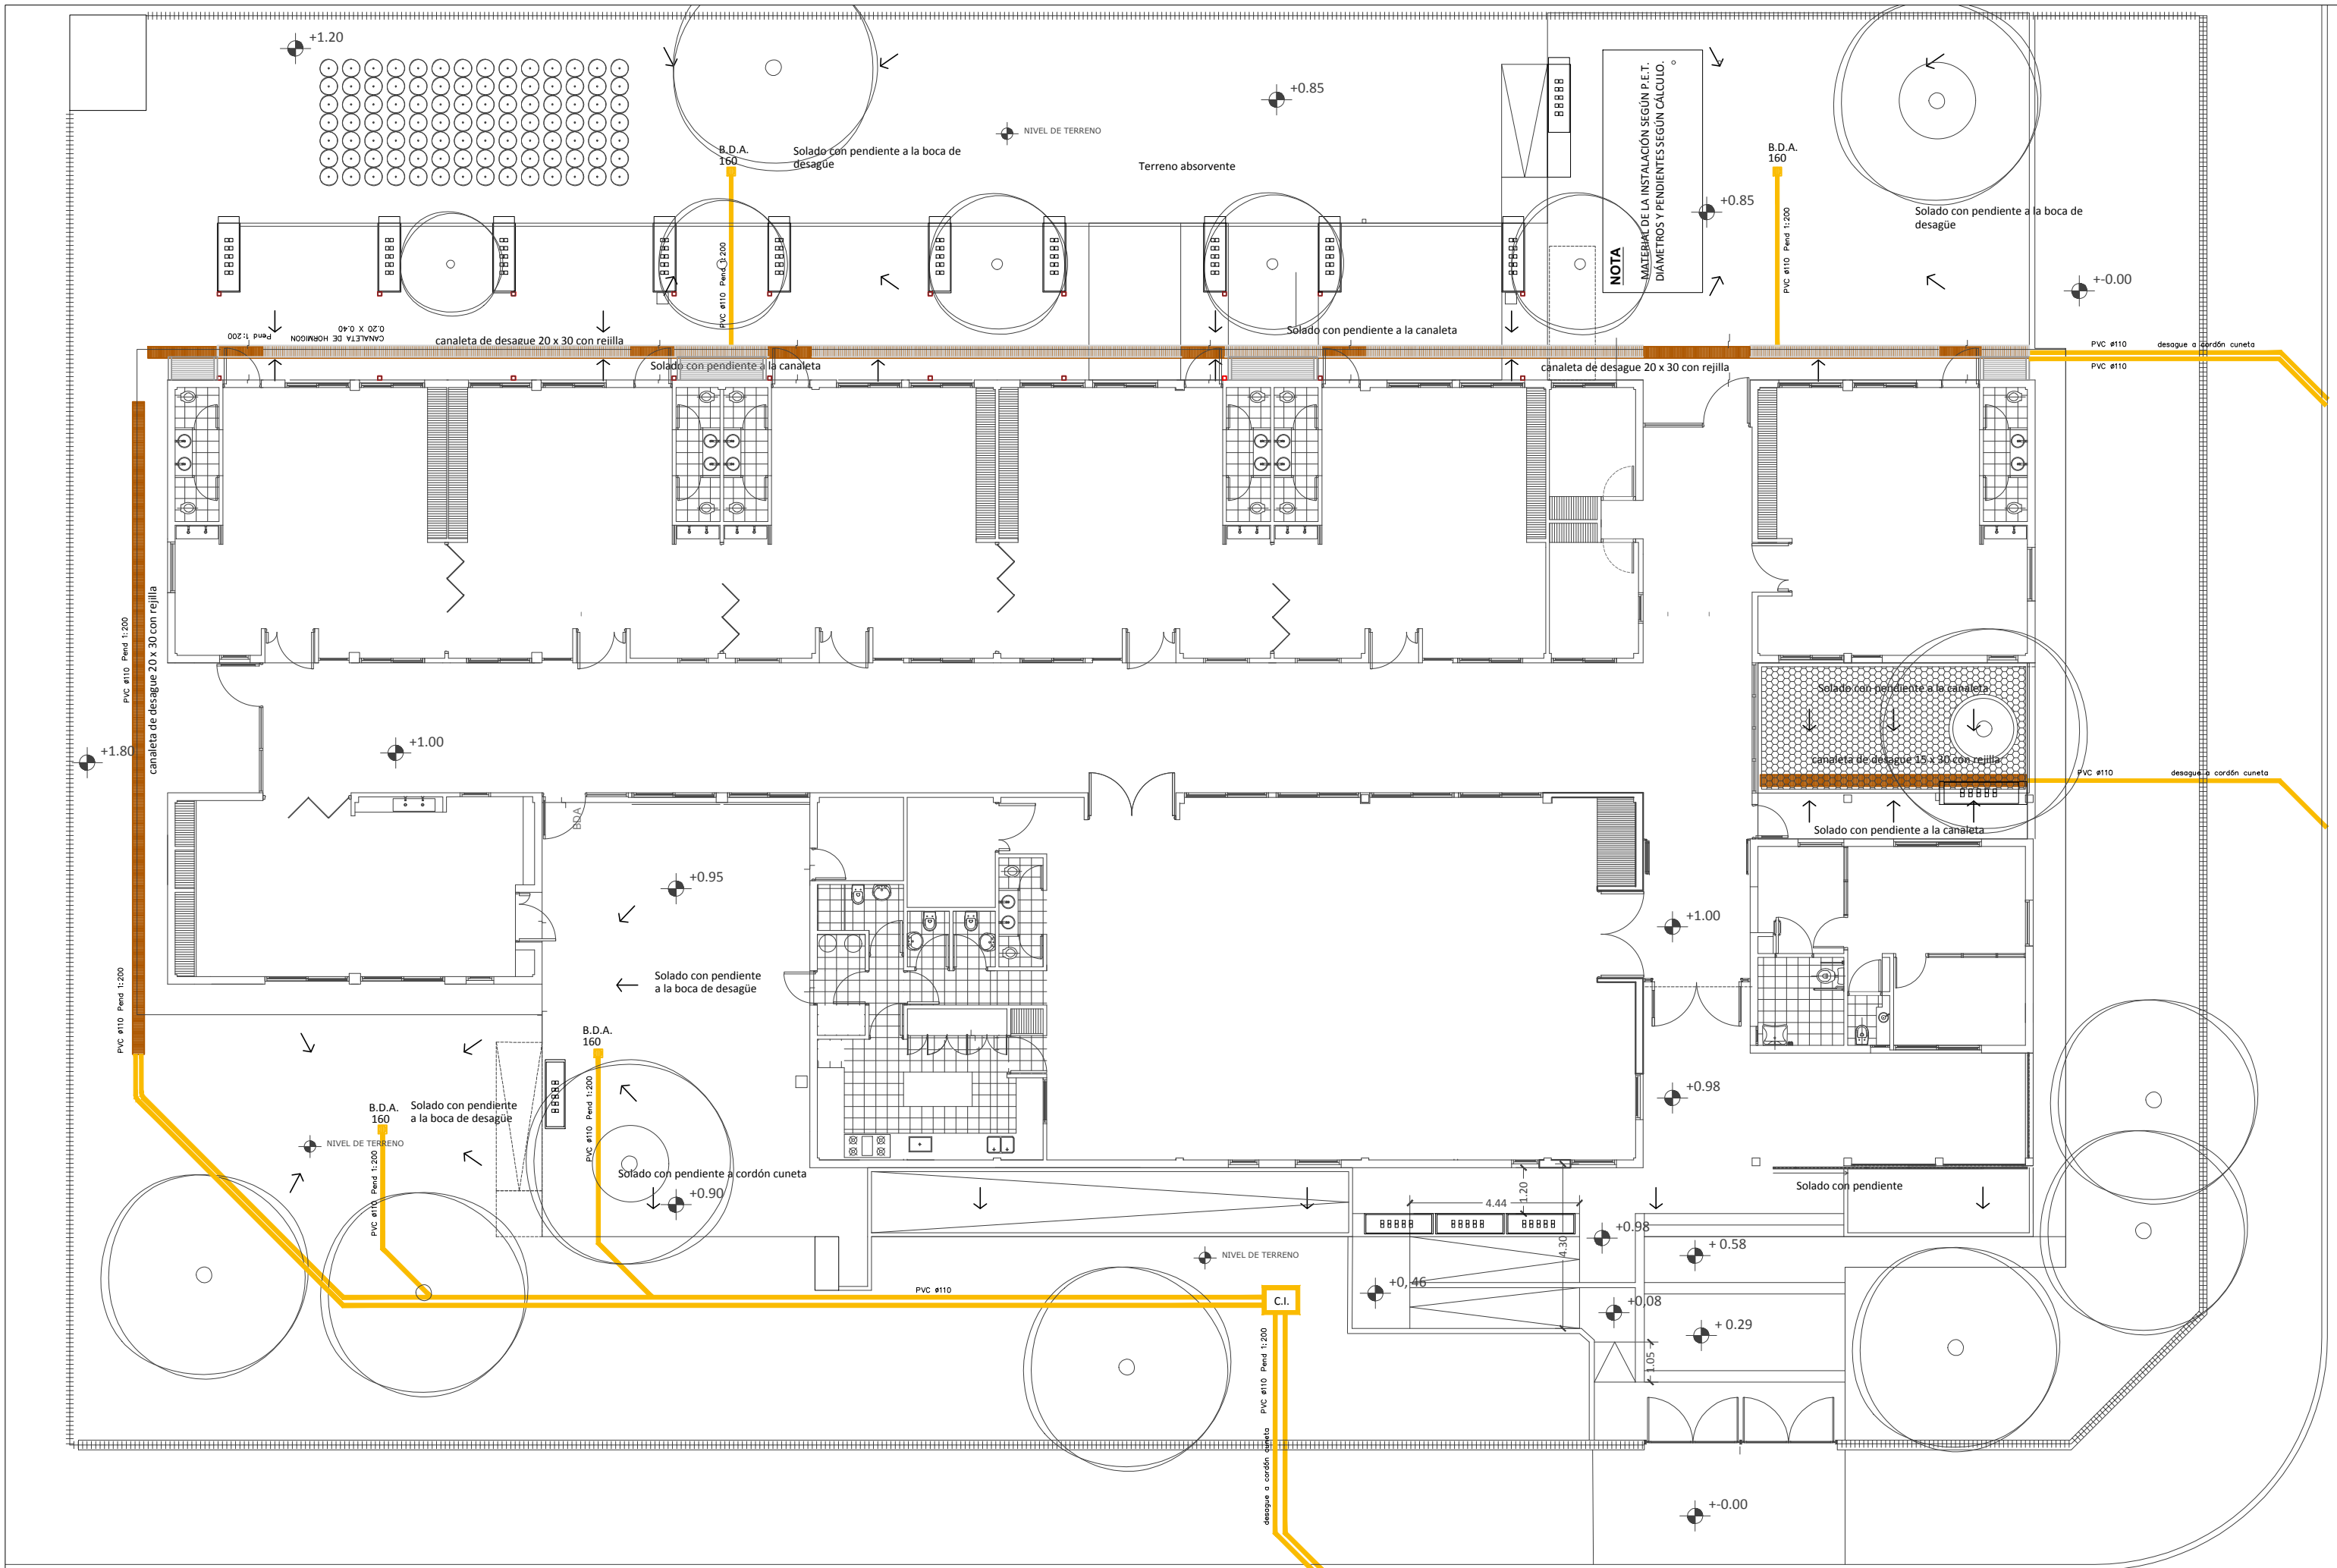 +1.20
+0.85
NIVEL DE TERRENO
B.D.A.
160
Solado con pendiente a la boca de
desagüe
Terreno absorvente
NOTA
MATERIAL DE LA INSTALACIÓN SEGÚN P.E.T.
DIÁMETROS Y PENDIENTES SEGÚN CÁLCULO.
B.D.A.
160
+0.85
Solado con pendiente a la boca de
desagüe
PVC ø110 Pend 1:200
PVC ø110 Pend 1:200
+-0.00
Pend 1:200
CANALETA DE HORMIGON
0.20 X 0.40
canaleta de desague 20 x 30 con rejilla
Solado con pendiente a la canaleta
Solado con pendiente a la canaleta
canaleta de desague 20 x 30 con rejilla
PVC ø110
desague a cordón cuneta
PVC ø110
PVC ø110 Pend 1:200
canaleta de desague 20 x 30 con rejilla
+1.80
+1.00
Solado con pendiente a la canaleta
canaleta de desague 15 x 30 con rejilla
PVC ø110
desague a cordón cuneta
Solado con pendiente a la canaleta
BDA
+0.95
+1.00
Solado con pendiente
a la boca de desagüe
PVC ø110 Pend 1:200
B.D.A.
160
PVC ø110 Pend 1:200
+0.98
B.D.A.
160
Solado con pendiente
a la boca de desagüe
NIVEL DE TERRENO
PVC ø110 Pend 1:200
Solado con pendiente a cordón cuneta
+0.90
Solado con pendiente
1.20
4.44
4.30
+0.98
+ 0.58
NIVEL DE TERRENO
+0,46
PVC ø110
C.I.
+0,08
+ 0.29
1.05
desague a cordón cuneta PVC ø110 Pend 1:200
+-0.00